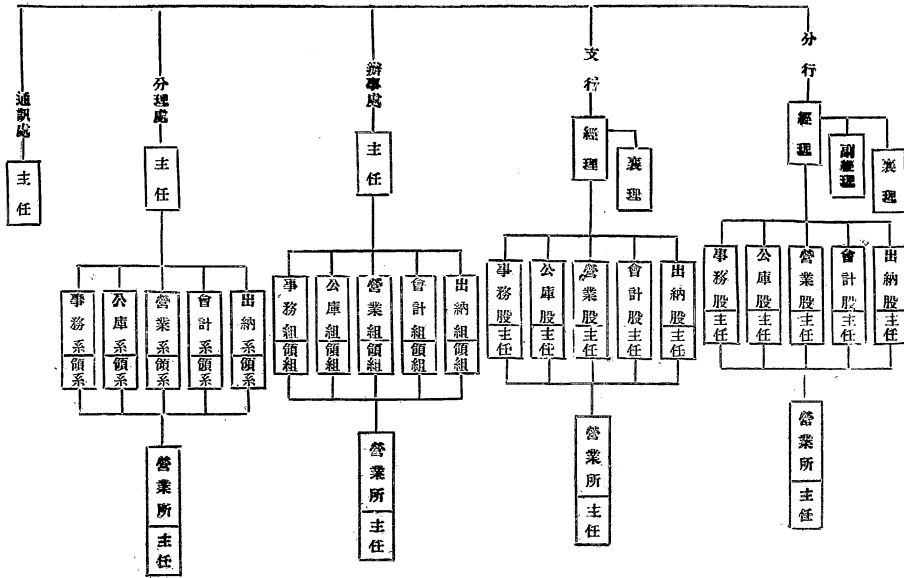 分行
經理
副經理
襄理
出納股主任
會計股主任
營業股主任
公庫股主任
事務股主任
營業所主任
支行
經理
襄理
出納股主任
會計股主任
營業股主任
公庫股主任
事務股主任
營業所主任
辦事處
主任
出納組領組
會計組領組
營業組領組
公庫組領組
事務組領組
營業所主任
分理處
主任
出納系領系
會計系領系
營業系領系
公庫系領系
事務系領系
營業所主任
通訊處
主任